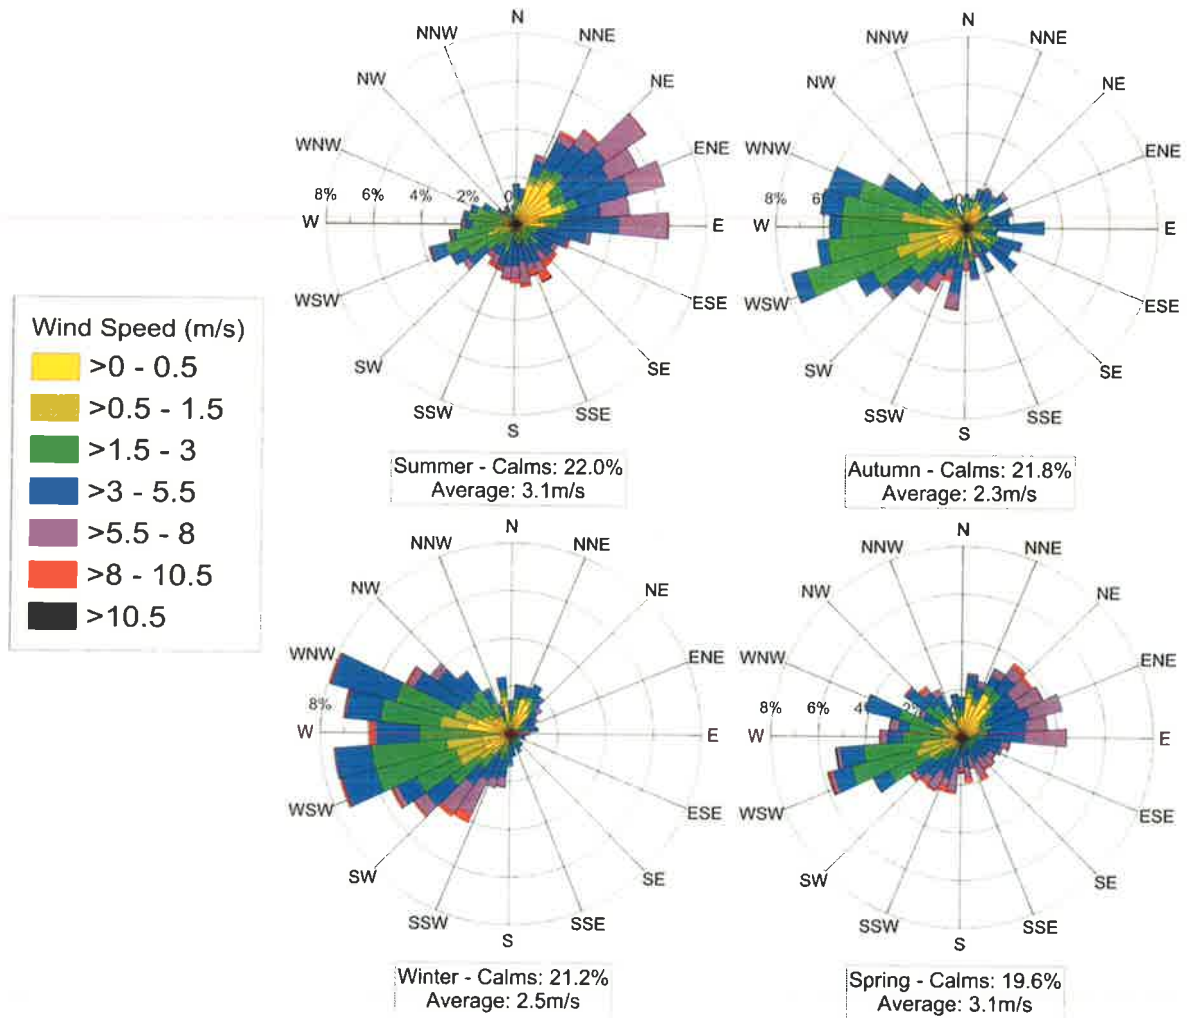 N
NNW
NNE
NW
NE
WNW
ENE
8%
6%
4%
2%
W
E
WSW
ESE
SW
SE
SSW
SSE
S
Summer - Calms: 22.0%
Average: 3.1m/s
N
NNW
NNE
NW
NE
WNW
ENE
8%
W
E
WSW
ESE
SW
SE
SSW
SSE
S
Autumn - Calms: 21.8%
Average: 2.3m/s
Wind Speed (m/s)
>0 - 0.5
>0.5 - 1.5
>1.5 - 3
>3 - 5.5
>5.5 - 8
>8 - 10.5
>10.5
N
NNW
NNE
NW
NE
WNW
ENE
8%
W
E
WSW
ESE
SW
SE
SSW
SSE
S
Winter - Calms: 21.2%
Average: 2.5m/s
N
NNW
NNE
NW
NE
WNW
ENE
8%
6%
W
E
WSW
ESE
SW
SE
SSW
SSE
S
Spring - Calms: 19.6%
Average: 3.1m/s